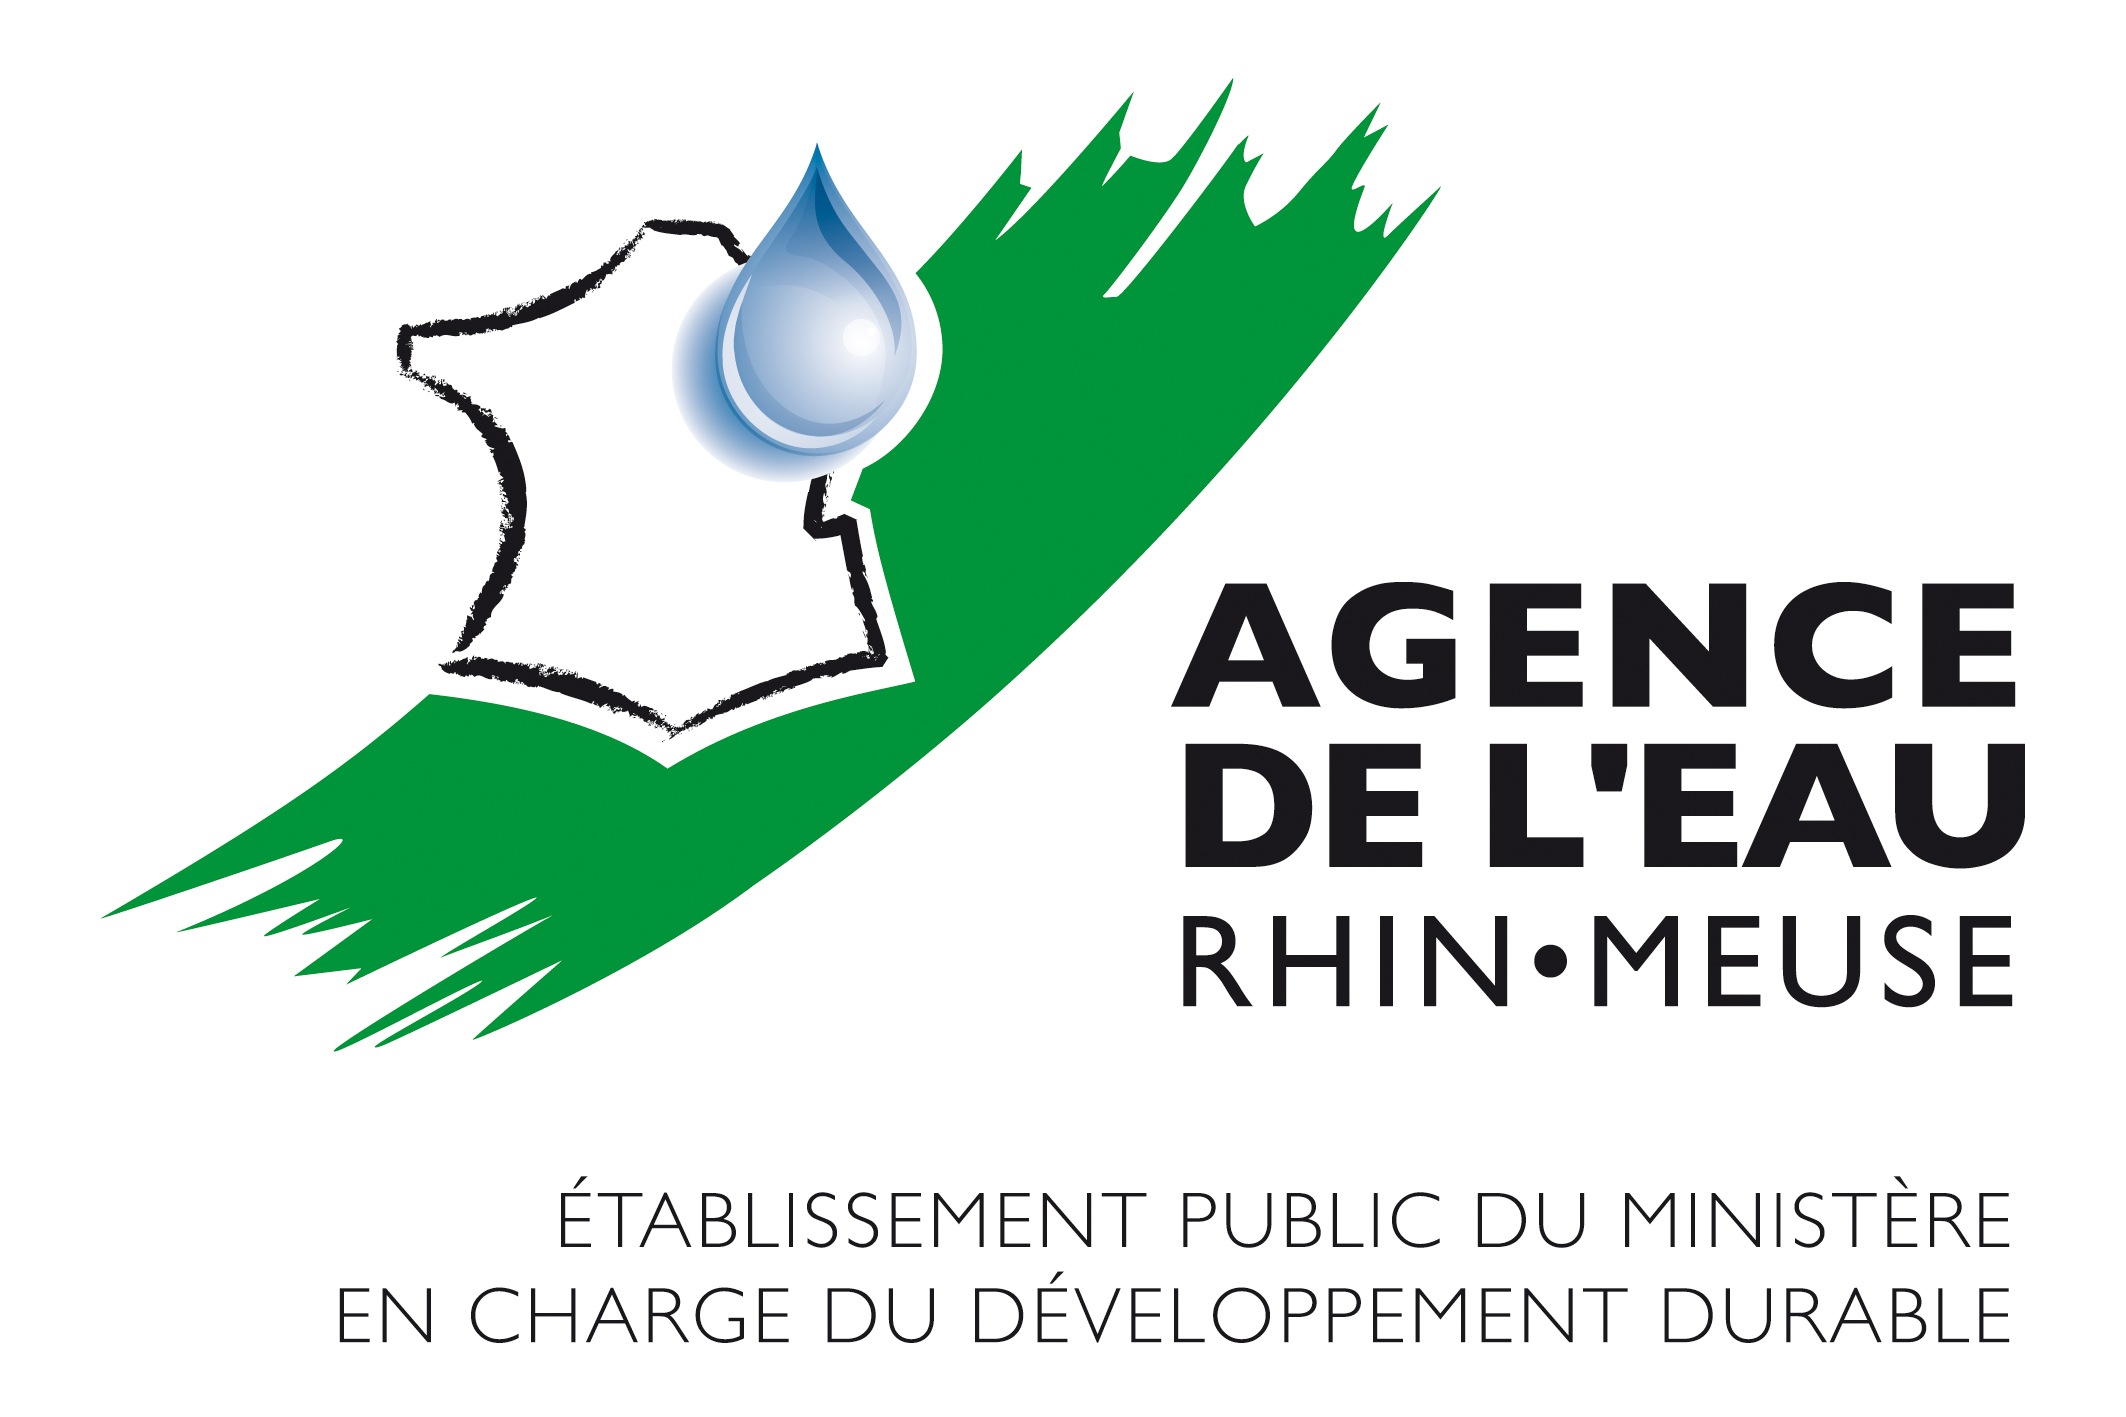 AGENCE
DE L'EAU
RHIN•MEUSE
ÉTABLISSEMENT PUBLIC DU MINISTÈRE
EN CHARGE DU DÉVELOPPEMENT DURABLE